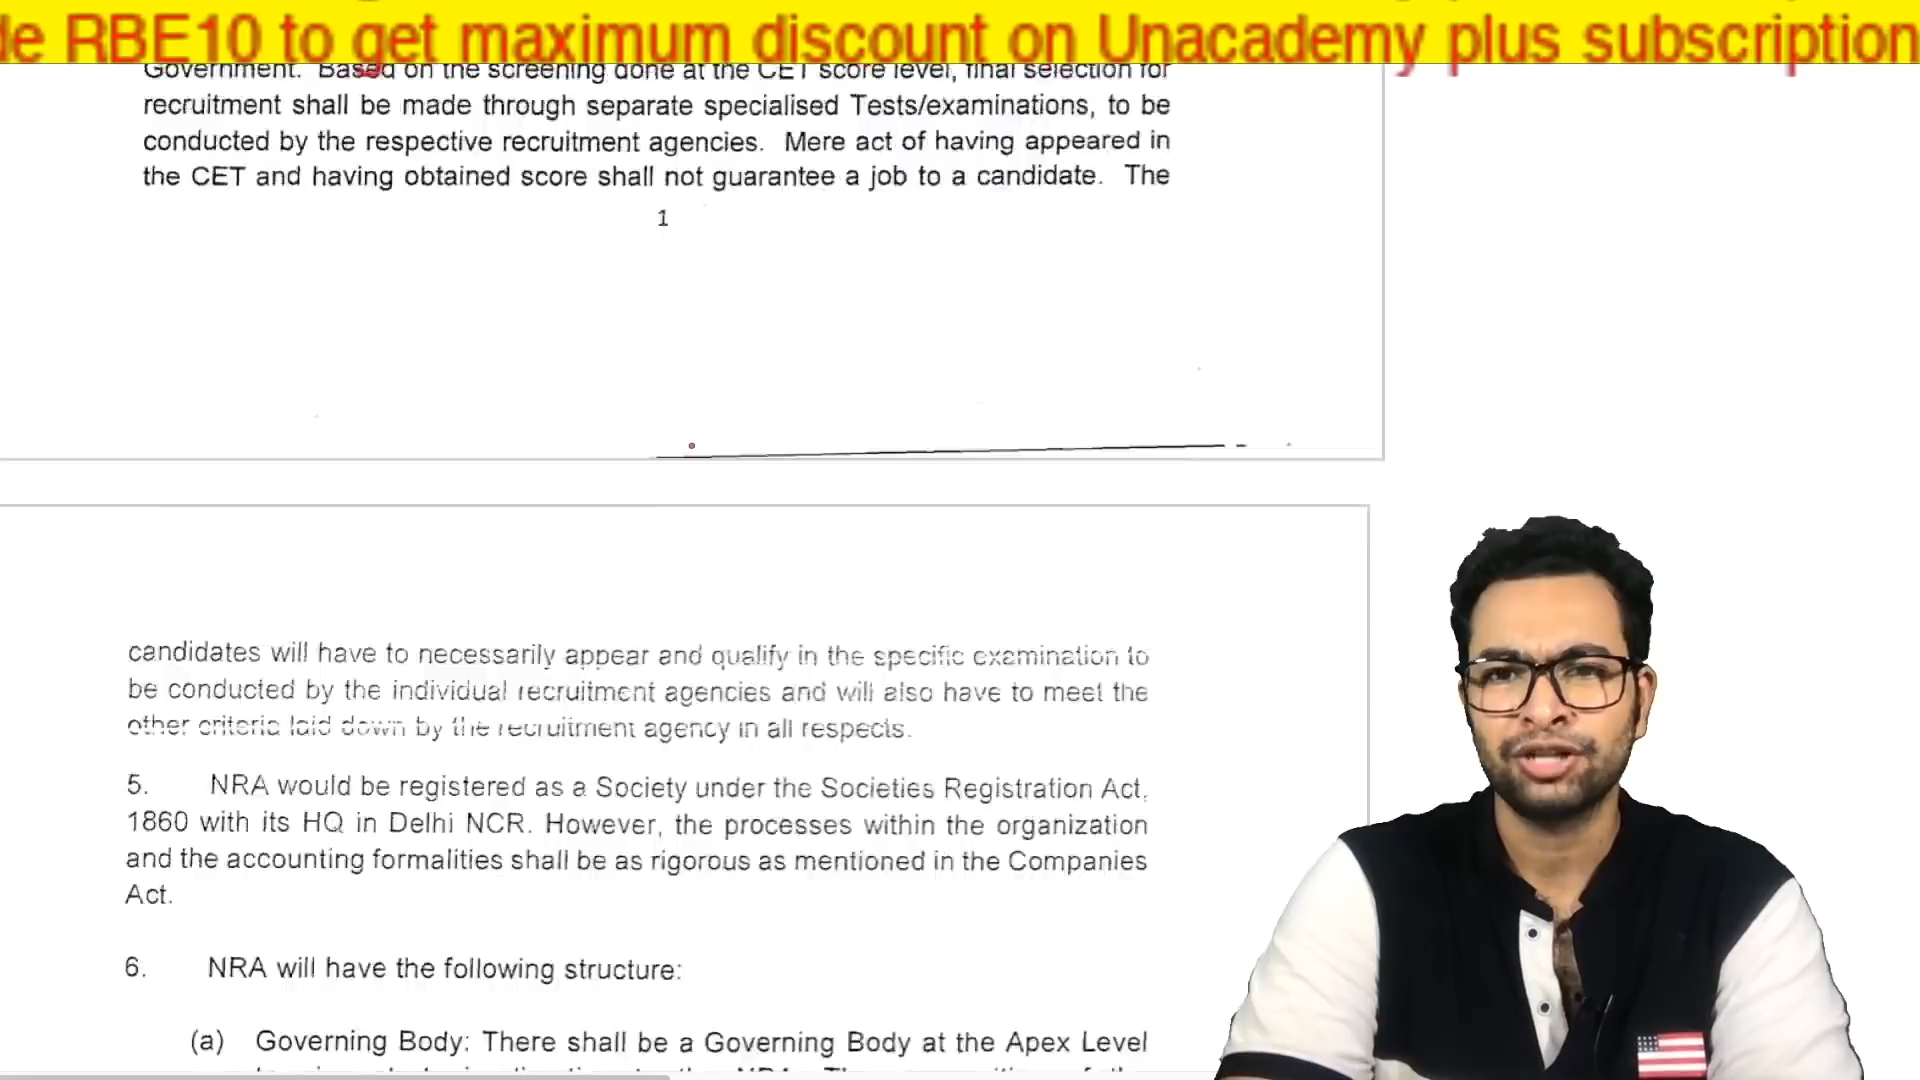 de RBE10 to get maximum discount on Unacademy plus subscription
Government. Based on the screening done at the CET score level, final selection for
recruitment shall be made through separate specialised Tests/examinations, to be
conducted by the respective recruitment agencies. Mere act of having appeared in
the CET and having obtained score shall not guarantee a job to a candidate. The
1
candidates will have to necessarily appear and qualify in the specific examination to
be conducted by the individual recruitment agencies and will also have to meet the
other criteria laid down by the recruitment agency in all respects.
5. NRA would be registered as a Society under the Societies Registration Act,
1860 with its HQ in Delhi NCR. However, the processes within the organization
and the accounting formalities shall be as rigorous as mentioned in the Companies
Act.
6. NRA will have the following structure:
(a) Governing Body: There shall be a Governing Body at the Apex Level